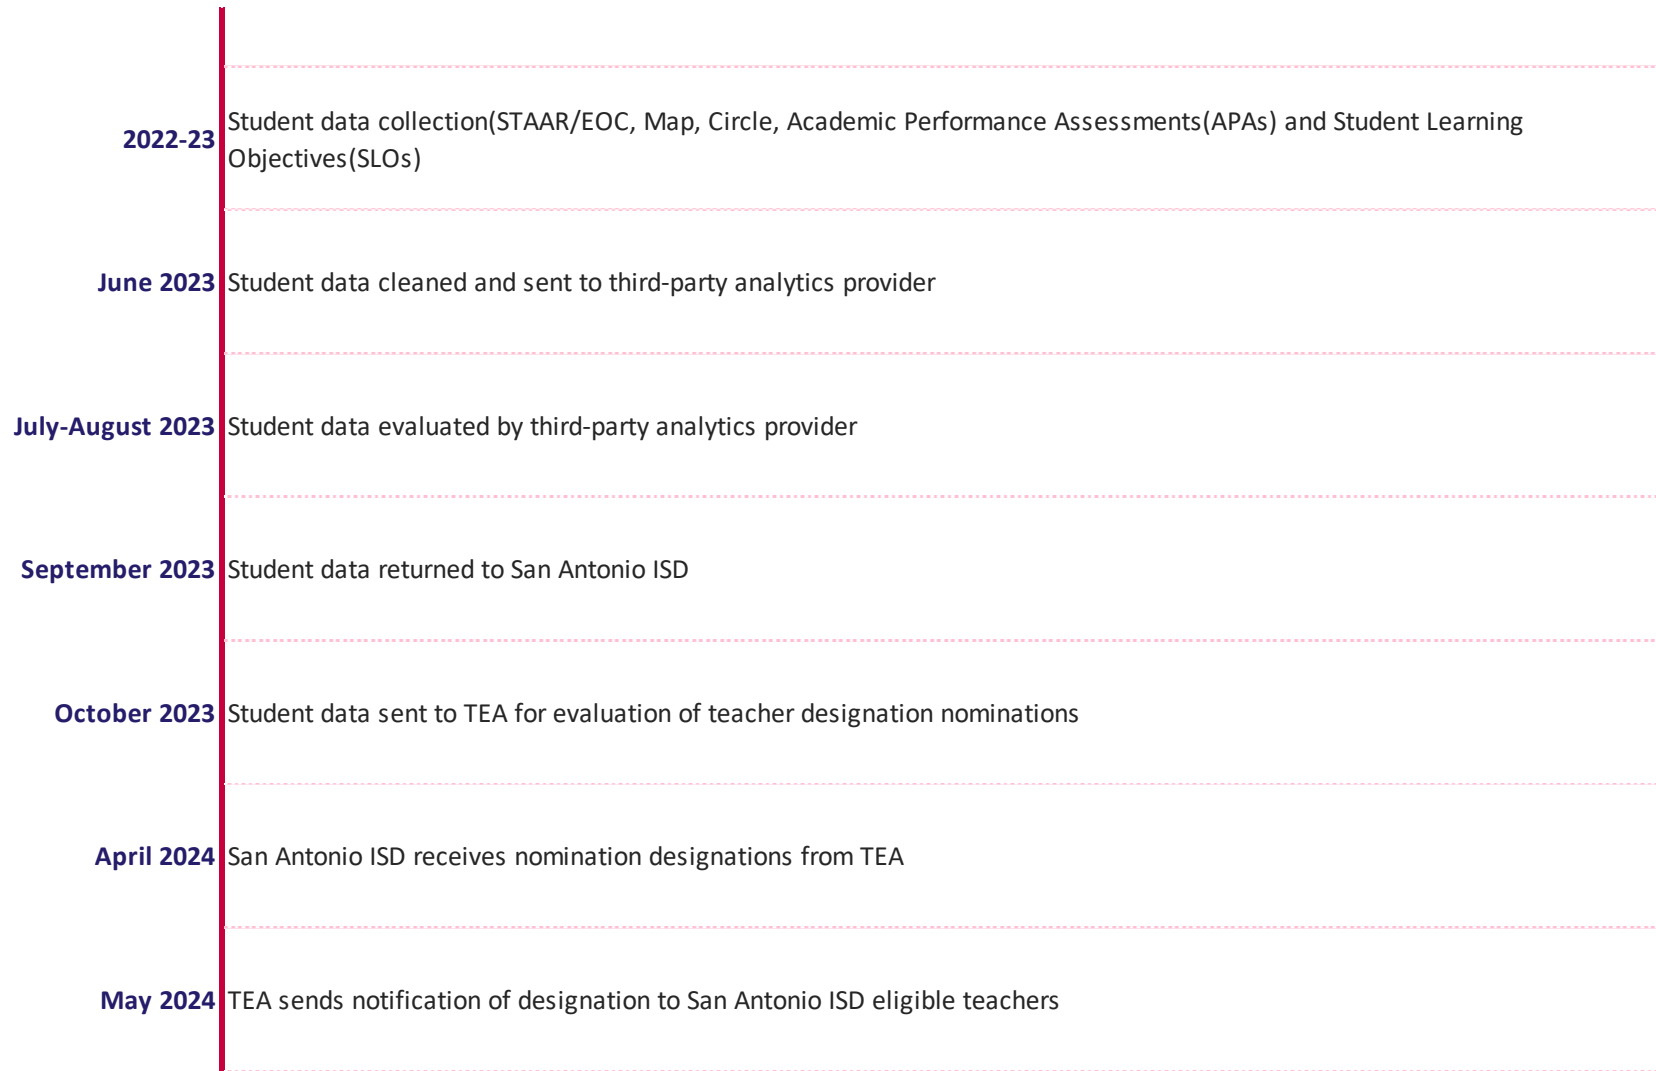 2022-23
Student data collection(STAAR/EOC, Map, Circle, Academic Performance Assessments(APAs) and Student Learning
Objectives(SLOs)
June 2023
Student data cleaned and sent to third-party analytics provider
July-August 2023
Student data evaluated by third-party analytics provider
September 2023
Student data returned to San Antonio ISD
October 2023
Student data sent to TEA for evaluation of teacher designation nominations
April 2024
San Antonio ISD receives nomination designations from TEA
May 2024
TEA sends notification of designation to San Antonio ISD eligible teachers